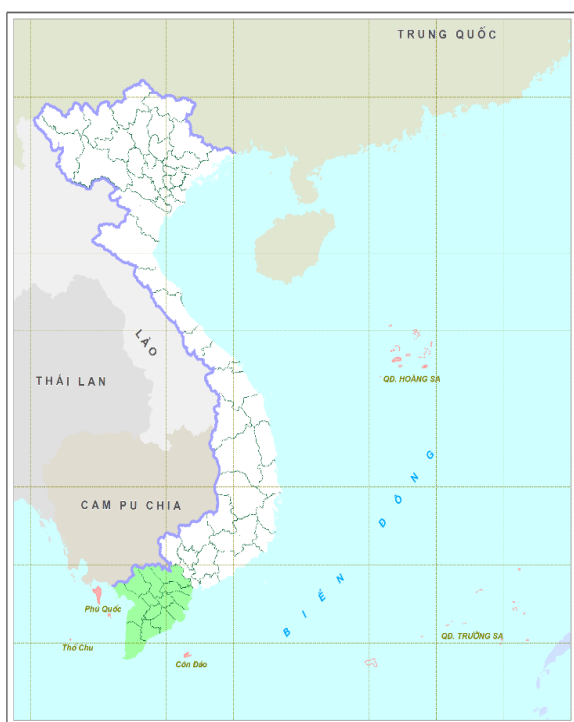 TRUNG QUỐC
LÀO
THÁI LAN
QĐ. HOÀNG SA
CAM PU CHIA
BIỂN ĐÔNG
Phú Quốc
Thổ Chu
Côn Đảo
QĐ. TRƯỜNG SA